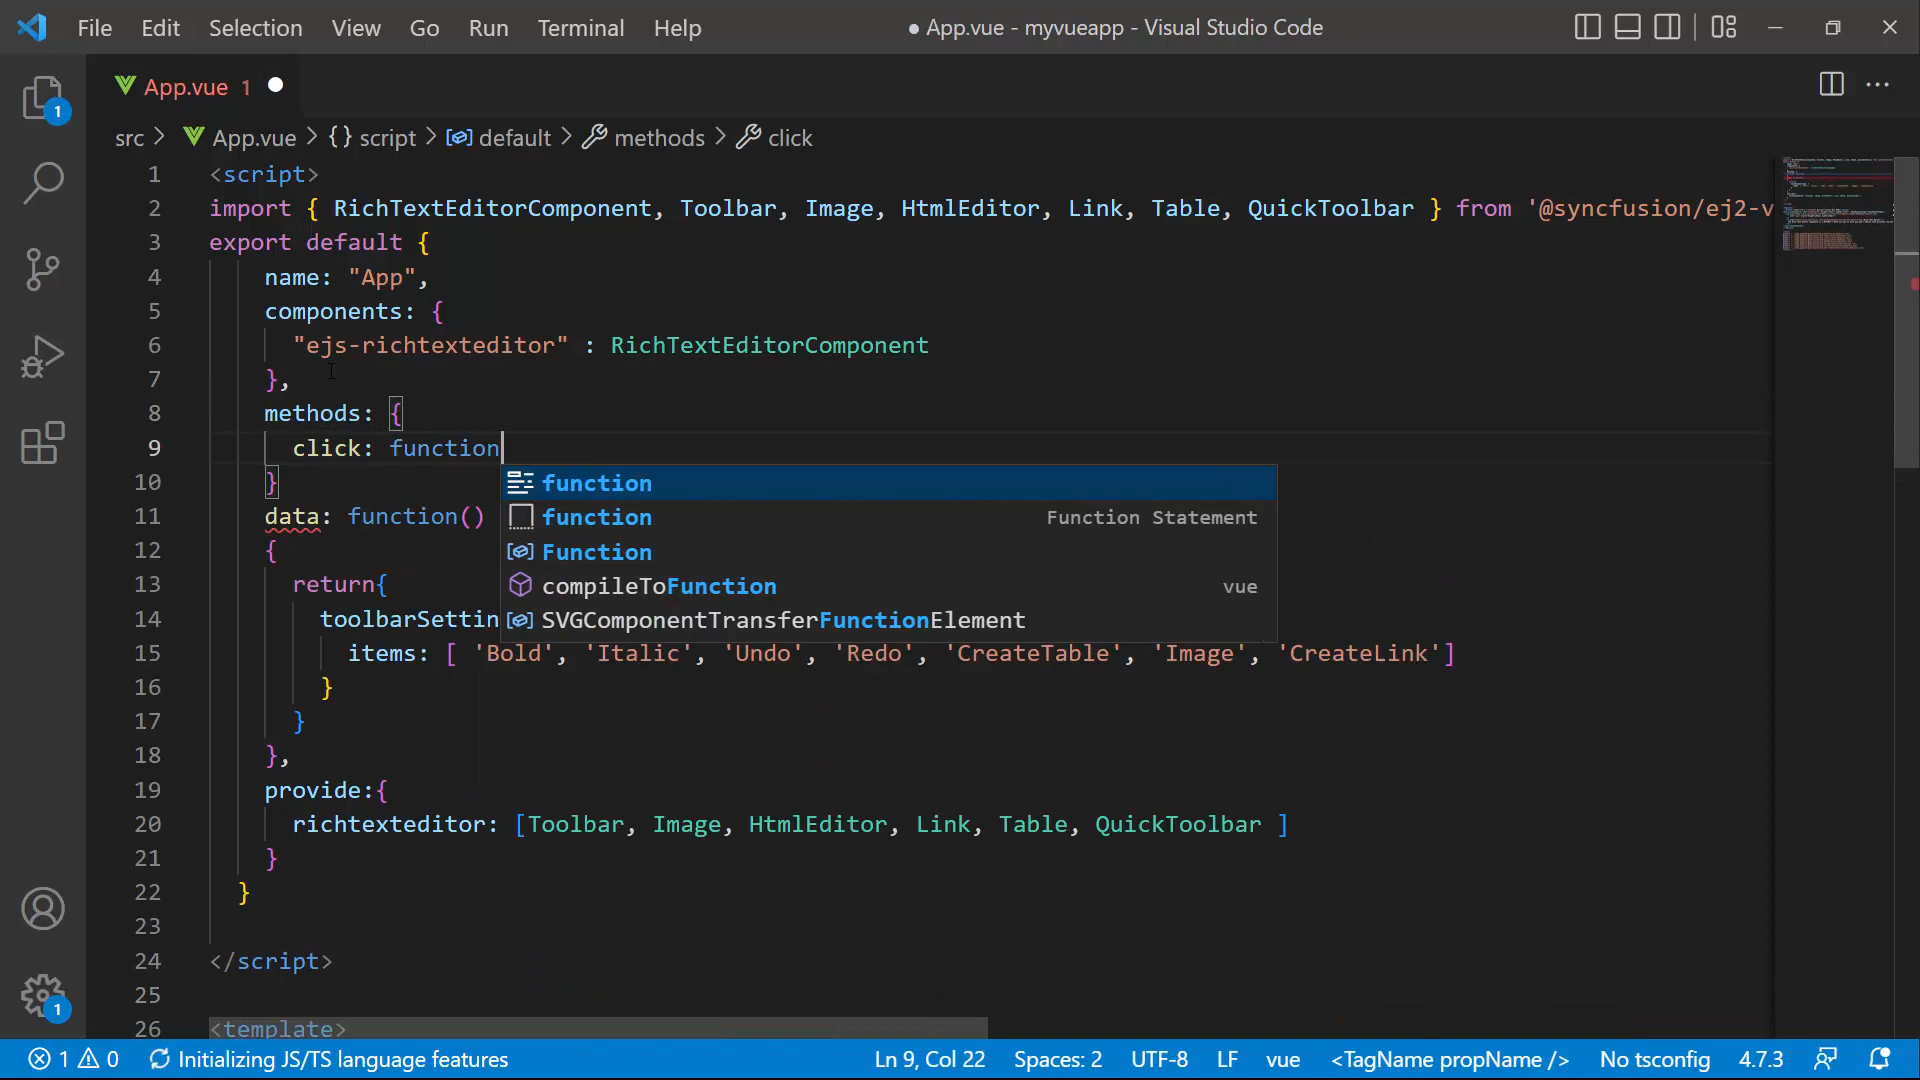 File Edit Selection View Go Run Terminal Help
● App.vue - myvueapp - Visual Studio Code
App.vue 1
src > App.vue > {} script > default > methods > click
1 <script>
2 import { RichTextEditorComponent, Toolbar, Image, HtmlEditor, Link, Table, QuickToolbar } from '@syncfusion/ej2-v
3 export default {
4 name: "App",
5 components: {
6 "ejs-richtexteditor" : RichTextEditorComponent
7 },
8 methods: {
9 click: function
10 }
function
11 data: function()
function Function Statement
12 {
Function
13 return{
compileToFunction vue
14 toolbarSettin
SVGComponentTransferFunctionElement
15 items: [ 'Bold', 'Italic', 'Undo', 'Redo', 'CreateTable', 'Image', 'CreateLink']
16 }
17 }
18 },
19 provide:{
20 richtexteditor: [Toolbar, Image, HtmlEditor, Link, Table, QuickToolbar ]
21 }
22 }
23
24 </script>
25
26 <template>
1
1
1 0 Initializing JS/TS language features
Ln 9, Col 22 Spaces: 2 UTF-8 LF vue <TagName propName /> No tsconfig 4.7.3